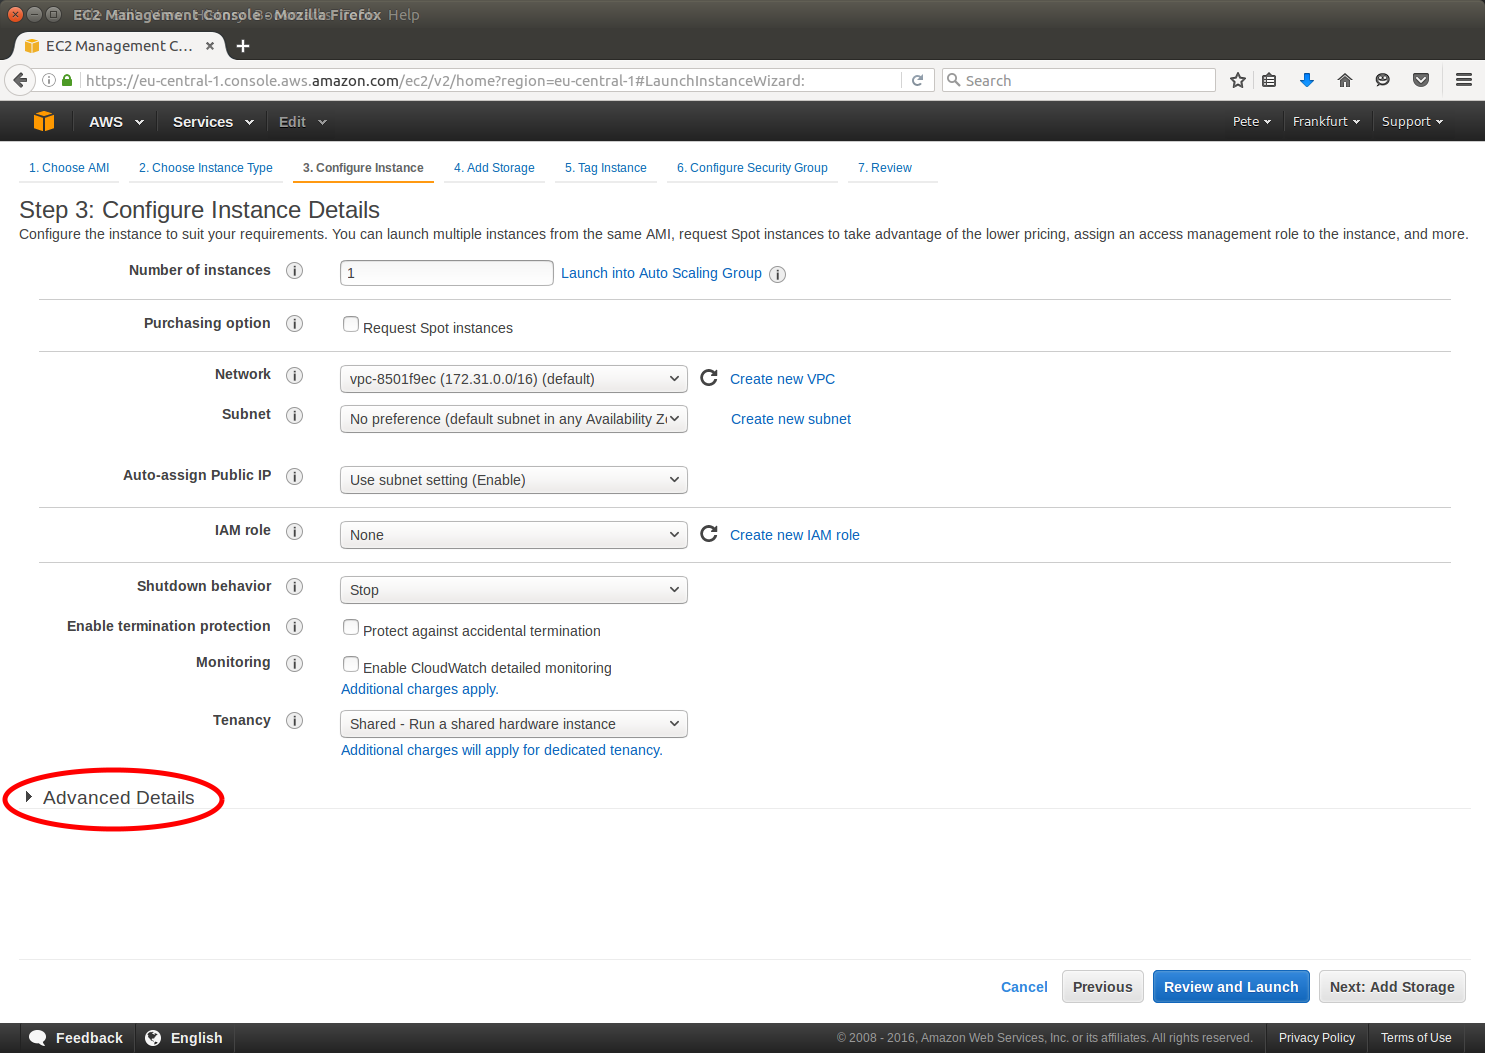 EC2 Management Console - Mozilla Firefox
Help
EC2 Management C...
https://eu-central-1.console.aws.amazon.com/ec2/v2/home?region=eu-central-1#LaunchInstanceWizard:
Search
AWS Services Edit Pete Frankfurt Support
1. Choose AMI 2. Choose Instance Type 3. Configure Instance 4. Add Storage 5. Tag Instance 6. Configure Security Group 7. Review
Step 3: Configure Instance Details
Configure the instance to suit your requirements. You can launch multiple instances from the same AMI, request Spot instances to take advantage of the lower pricing, assign an access management role to the instance, and more.
Number of instances 1 Launch into Auto Scaling Group
Purchasing option Request Spot instances
Network vpc-8501f9ec (172.31.0.0/16) (default) Create new VPC
Subnet No preference (default subnet in any Availability Zo Create new subnet
Auto-assign Public IP Use subnet setting (Enable)
IAM role None Create new IAM role
Shutdown behavior Stop
Enable termination protection Protect against accidental termination
Monitoring Enable CloudWatch detailed monitoring
Additional charges apply.
Tenancy Shared - Run a shared hardware instance
Additional charges will apply for dedicated tenancy.
Advanced Details
Cancel Previous Review and Launch Next: Add Storage
Feedback English © 2008 - 2016, Amazon Web Services, Inc. or its affiliates. All rights reserved. Privacy Policy Terms of Use